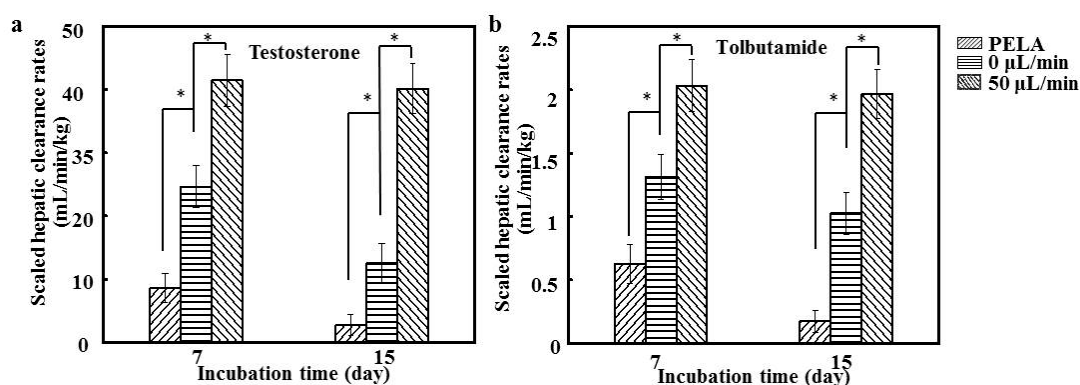 a
Testosterone
Scaled hepatic clearance rates
(mL/min/kg)
50
40
35
20
10
0
*
*
*
*
7
15
Incubation time (day)
b
Tolbutamide
Scaled hepatic clearance rates
(mL/min/kg)
2.5
2
1.5
1
0.5
0
*
*
*
*
7
15
Incubation time (day)
PELA
0 μL/min
50 μL/min